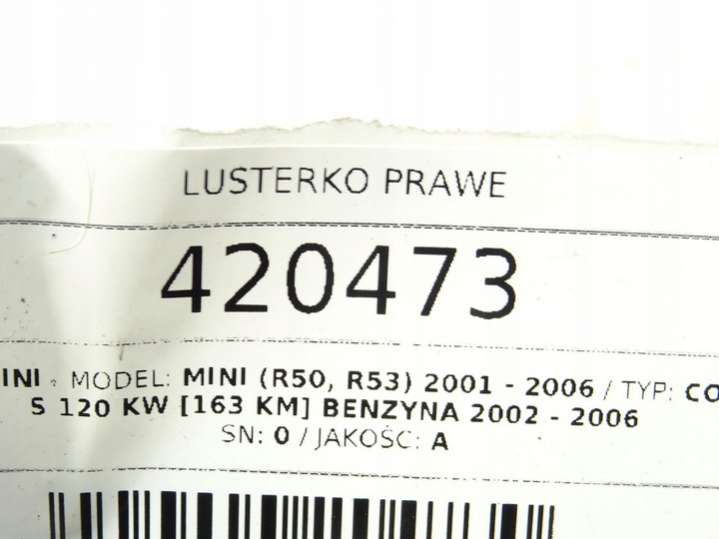 LUSTERKO PRAWE
420473
INI, MODEL: MINI (R50, R53) 2001 - 2006 / TYP: CO
S 120 KW [163 KM] BENZYNA 2002 - 2006
SN: 0 / JAKOŚĆ: A